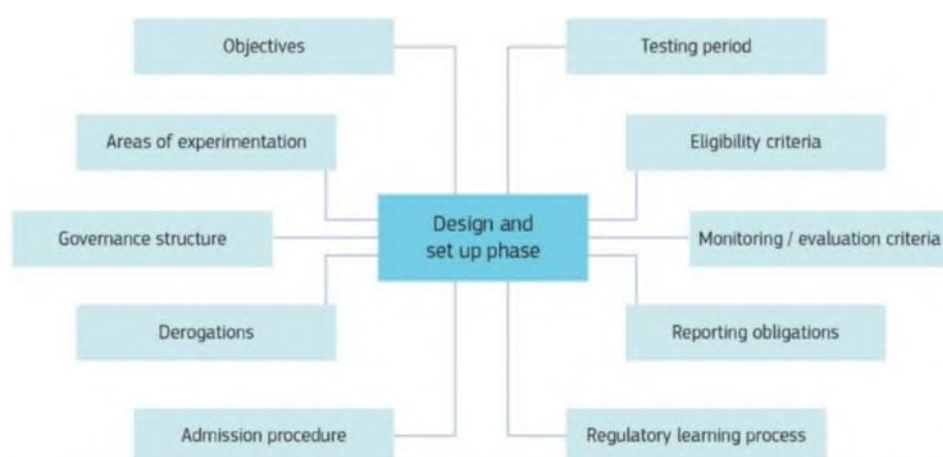 Objectives
Testing period
Areas of experimentation
Eligibility criteria
Design and
set up phase
Governance structure
Monitoring / evaluation criteria
Derogations
Reporting obligations
Admission procedure
Regulatory learning process